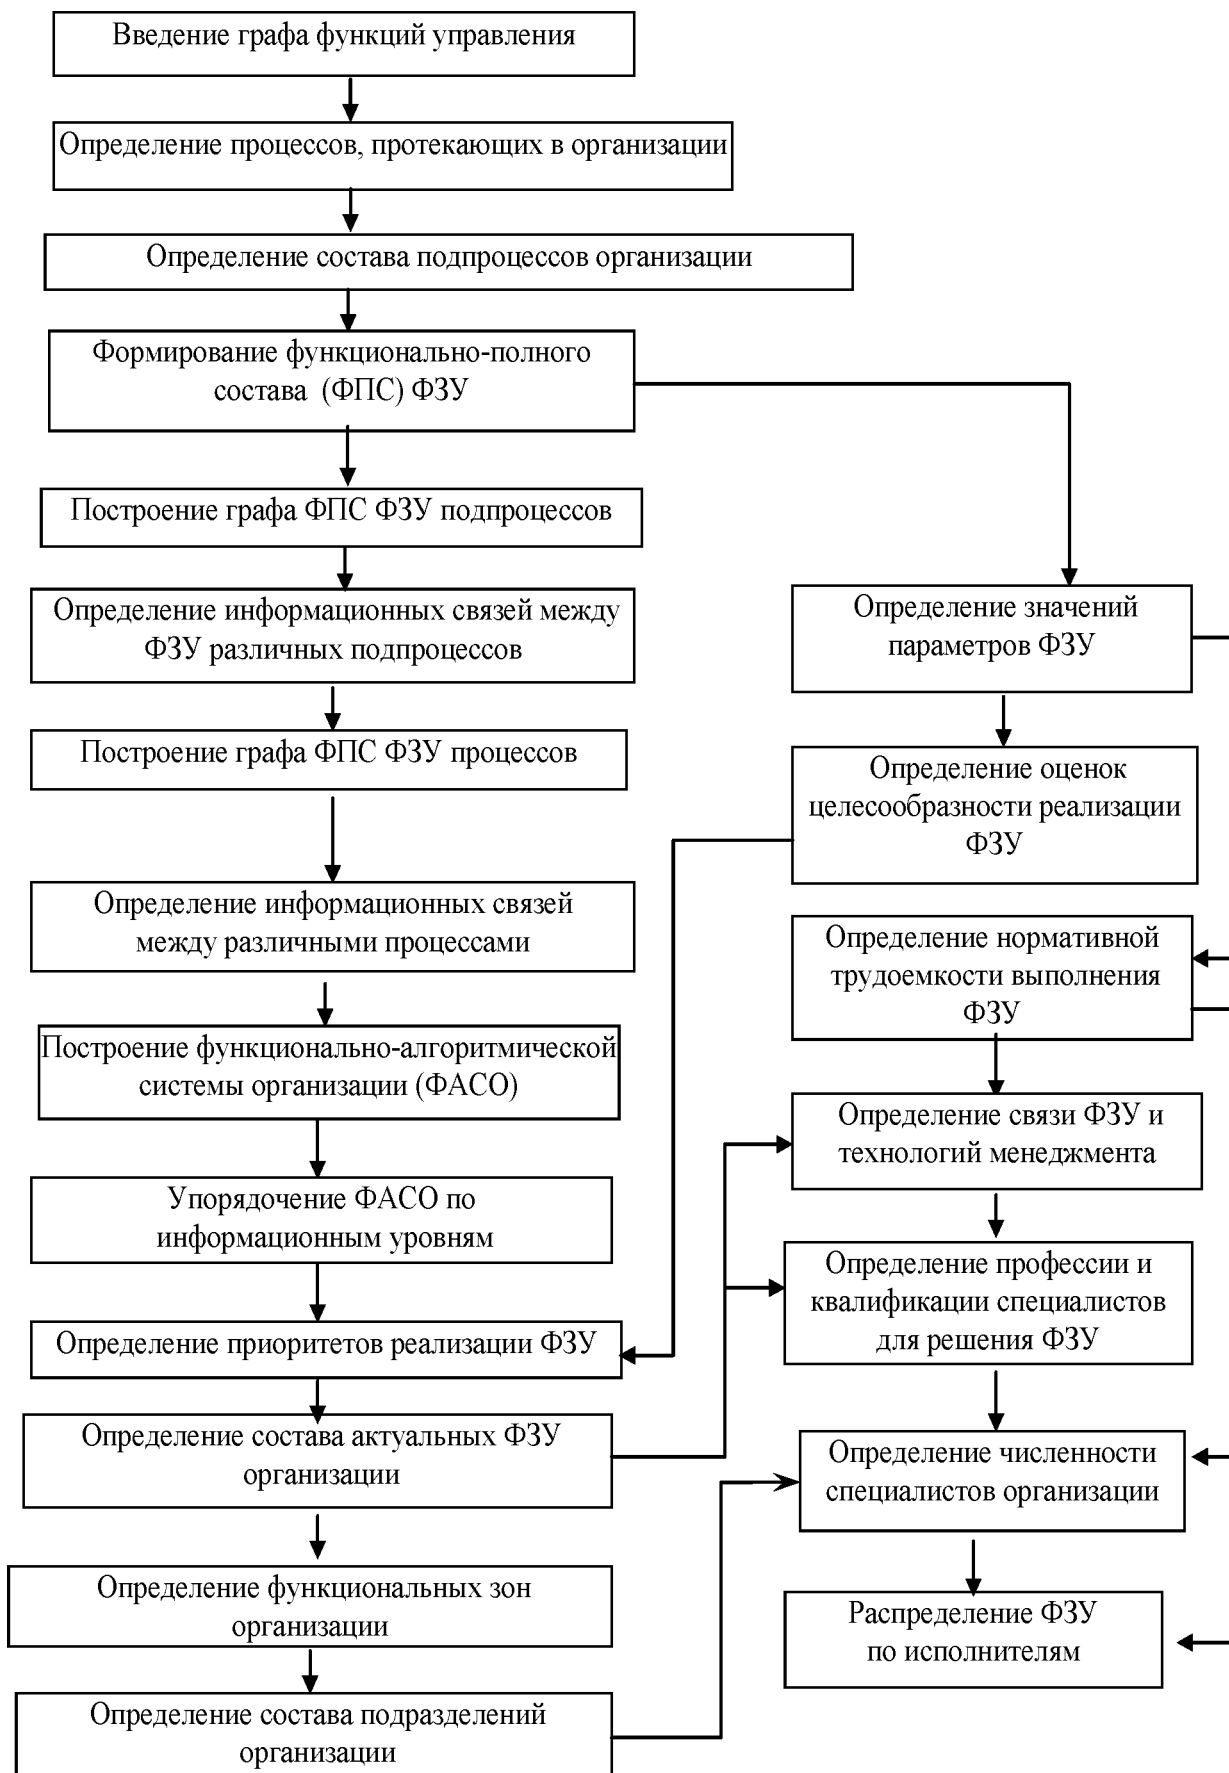 Введение графа функций управления
Определение процессов, протекающих в организации
Определение состава подпроцессов организации
Формирование функционально-полного
состава (ФПС) ФЗУ
Построение графа ФПС ФЗУ подпроцессов
Определение информационных связей между
ФЗУ различных подпроцессов
Построение графа ФПС ФЗУ процессов
Определение информационных связей
между различными процессами
Построение функционально-алгоритмической
системы организации (ФАСО)
Упорядочение ФАСО по
информационным уровням
Определение приоритетов реализации ФЗУ
Определение состава актуальных ФЗУ
организации
Определение функциональных зон
организации
Определение состава подразделений
организации
Определение значений
параметров ФЗУ
Определение оценок
целесообразности реализации
ФЗУ
Определение нормативной
трудоемкости выполнения
ФЗУ
Определение связи ФЗУ и
технологий менеджмента
Определение профессии и
квалификации специалистов
для решения ФЗУ
Определение численности
специалистов организации
Распределение ФЗУ
по исполнителям